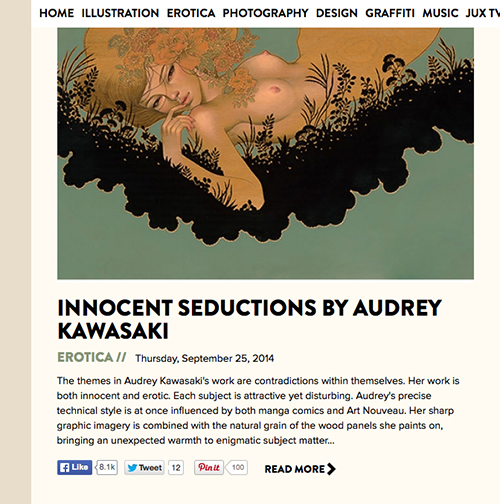 HOME ILLUSTRATION EROTICA PHOTOGRAPHY DESIGN GRAFFITI MUSIC JUX TV
INNOCENT SEDUCTIONS BY AUDREY
KAWASAKI
EROTICA // Thursday, September 25, 2014
The themes in Audrey Kawasaki's work are contradictions within themselves. Her work is
both innocent and erotic. Each subject is attractive yet disturbing. Audrey's precise
technical style is at once influenced by both manga comics and Art Nouveau. Her sharp
graphic imagery is combined with the natural grain of the wood panels she paints on,
bringing an unexpected warmth to enigmatic subject matter...
Like 8.1k Tweet 12 Pin it 100 READ MORE